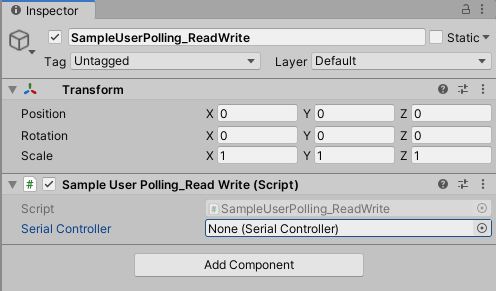 Inspector
SampleUserPolling_ReadWrite Static
Tag Untagged Layer Default
Transform
Position X 0 Y 0 Z 0
Rotation X 0 Y 0 Z 0
Scale X 1 Y 1 Z 1
# Sample User Polling_Read Write (Script)
Script # SampleUserPolling_ReadWrite
Serial Controller None (Serial Controller)
Add Component